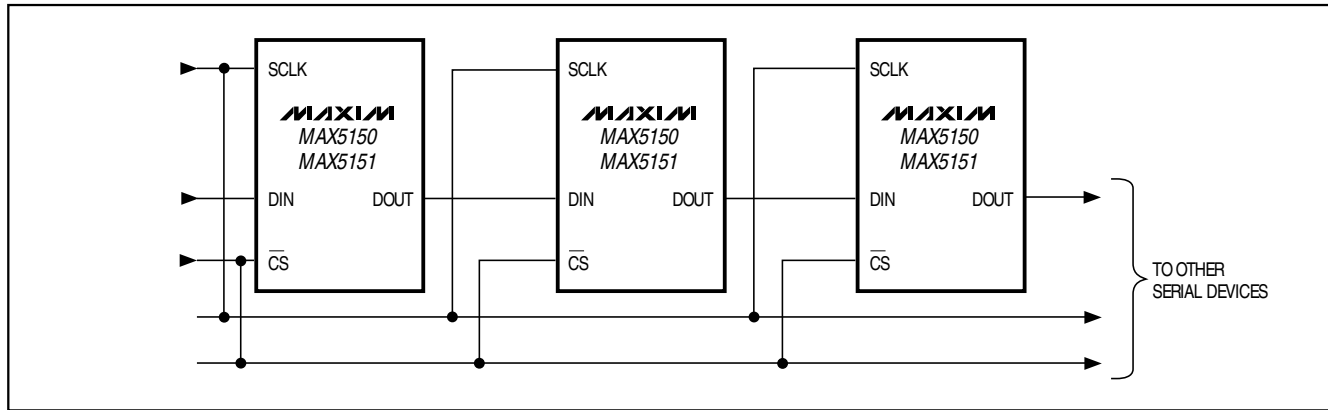 SCLK
MAXIM
MAX5150
MAX5151
DIN DOUT
CS
SCLK
MAXIM
MAX5150
MAX5151
DIN DOUT
CS
SCLK
MAXIM
MAX5150
MAX5151
DIN DOUT
CS
TO OTHER
SERIAL DEVICES